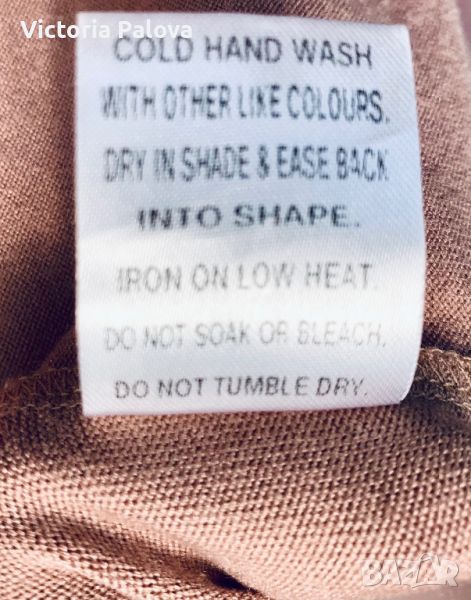 Victoria Palova
COLD HAND WASH
WITH OTHER LIKE COLOURS.
DRY IN SHADE & EASE BACK
INTO SHAPE.
IRON ON LOW HEAT.
DO NOT SOAK OR BLEACH.
DO NOT TUMBLE DRY.
BAZAR